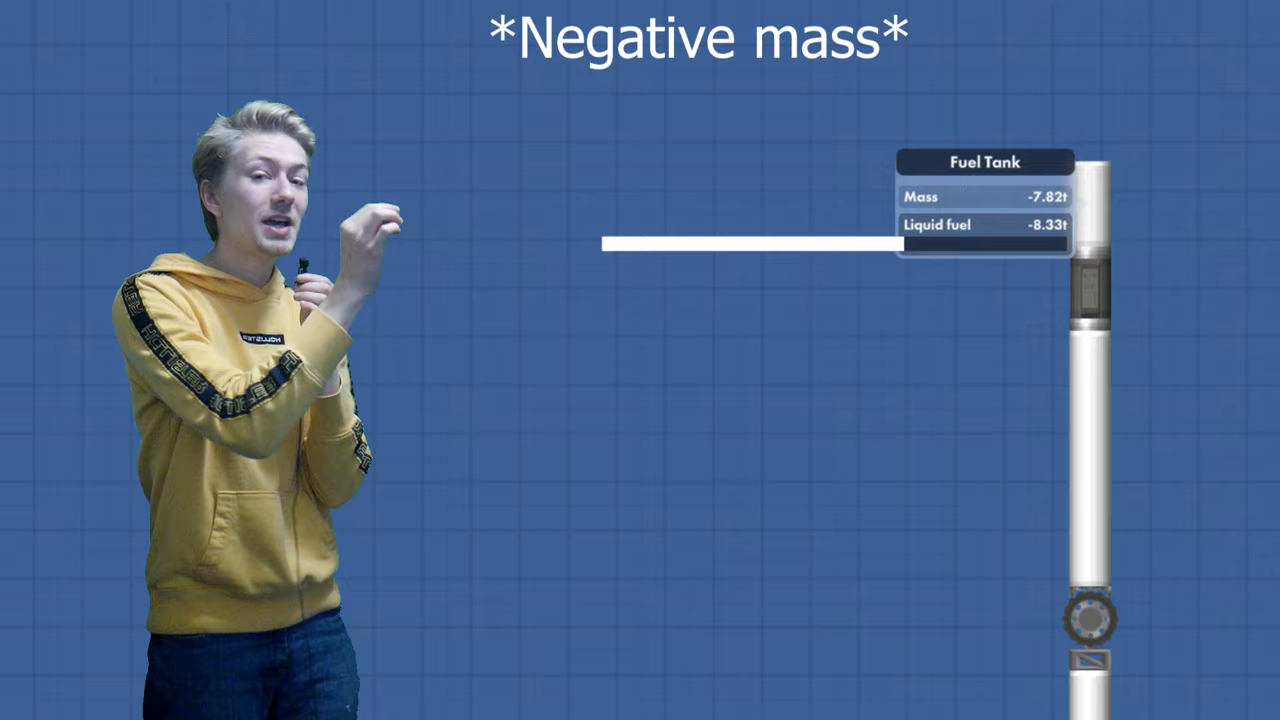 *Negative mass*
Fuel Tank
Mass -7.82t
Liquid fuel -8.33t